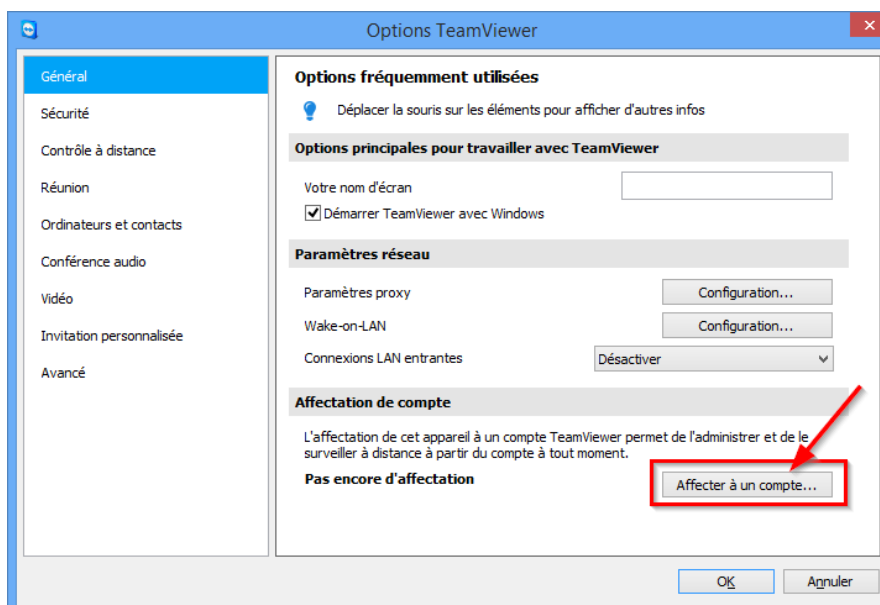 Options TeamViewer
Général
Sécurité
Contrôle à distance
Réunion
Ordinateurs et contacts
Conférence audio
Vidéo
Invitation personnalisée
Avancé
Options fréquemment utilisées
Déplacer la souris sur les éléments pour afficher d'autres infos
Options principales pour travailler avec TeamViewer
Votre nom d'écran
Démarrer TeamViewer avec Windows
Paramètres réseau
Paramètres proxy Configuration...
Wake-on-LAN Configuration...
Connexions LAN entrantes Désactiver
Affectation de compte
L'affectation de cet appareil à un compte TeamViewer permet de l'administrer et de le
surveiller à distance à partir du compte à tout moment.
Pas encore d'affectation Affecter à un compte...
OK Annuler